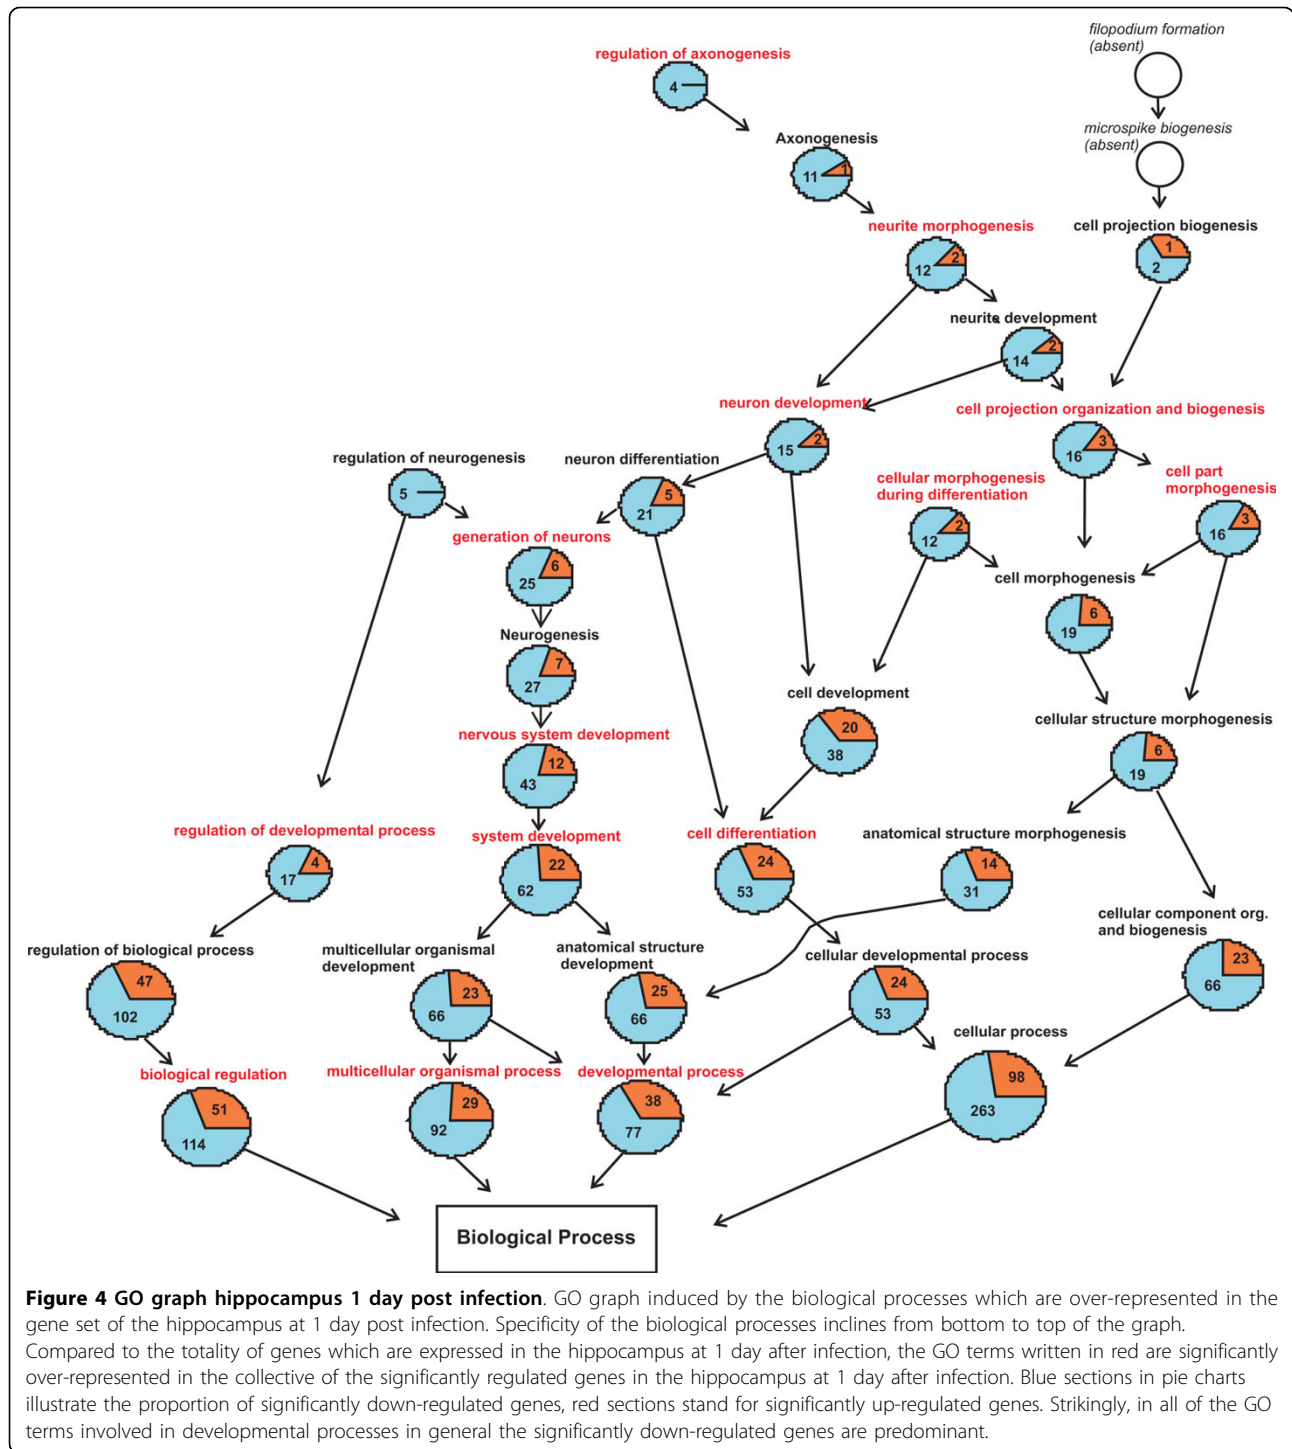 filopodium formation
(absent)
regulation of axonogenesis
4
microspike biogenesis
(absent)
Axonogenesis
11
1
neurite morphogenesis
12
2
cell projection biogenesis
1
2
neurite development
14
2
neuron development
15
2
cell projection organization and biogenesis
16
3
regulation of neurogenesis
5
neuron differentiation
21
5
cellular morphogenesis
during differentiation
12
2
cell part
morphogenesis
16
3
generation of neurons
25
6
cell morphogenesis
19
6
Neurogenesis
27
7
cell development
20
38
cellular structure morphogenesis
19
6
nervous system development
43
12
regulation of developmental process
17
4
system development
62
22
cell differentiation
53
24
anatomical structure morphogenesis
31
14
cellular component org.
and biogenesis
66
23
regulation of biological process
47
102
multicellular organismal
development
66
23
anatomical structure
development
66
25
cellular developmental process
24
53
cellular process
98
263
biological regulation
51
114
multicellular organismal process
29
92
developmental process
38
77
Biological Process
Figure 4 GO graph hippocampus 1 day post infection. GO graph induced by the biological processes which are over-represented in the
gene set of the hippocampus at 1 day post infection. Specificity of the biological processes inclines from bottom to top of the graph.
Compared to the totality of genes which are expressed in the hippocampus at 1 day after infection, the GO terms written in red are significantly
over-represented in the collective of the significantly regulated genes in the hippocampus at 1 day after infection. Blue sections in pie charts
illustrate the proportion of significantly down-regulated genes, red sections stand for significantly up-regulated genes. Strikingly, in all of the GO
terms involved in developmental processes in general the significantly down-regulated genes are predominant.